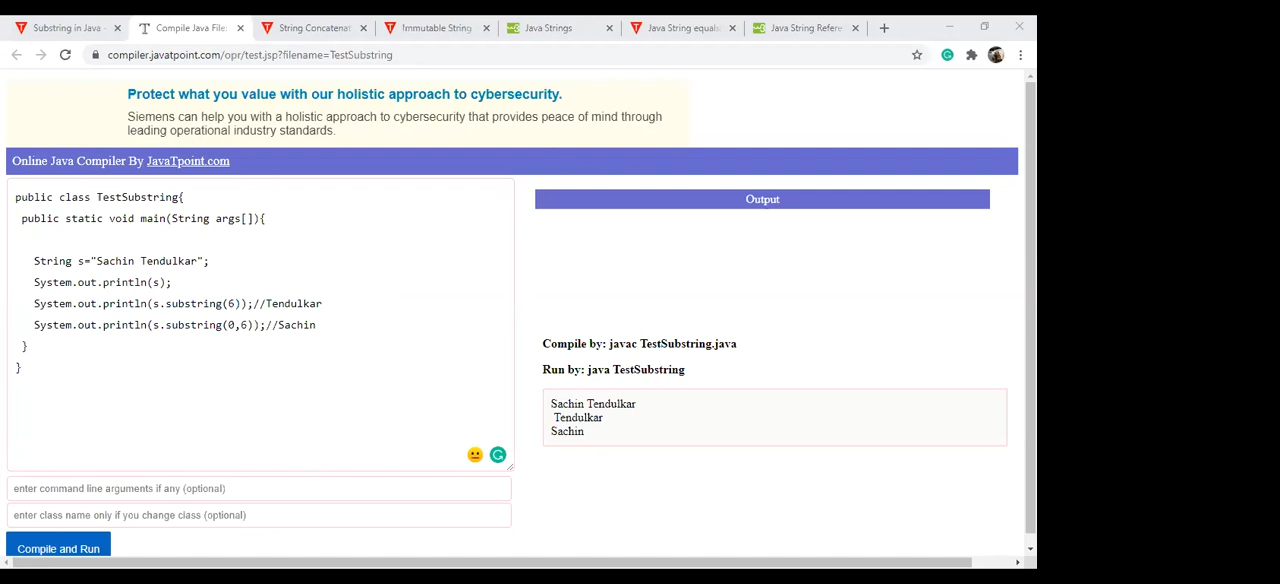 Substring in Java -
Compile Java File:
String Concatenat
Immutable String
Java Strings
Java String equals
Java String Refere
compiler.javatpoint.com/opr/test.jsp?filename=TestSubstring
Protect what you value with our holistic approach to cybersecurity.
Siemens can help you with a holistic approach to cybersecurity that provides peace of mind through
leading operational industry standards.
Online Java Compiler By JavaTpoint.com
public class TestSubstring{
public static void main(String args[]){
String s="Sachin Tendulkar";
System.out.println(s);
System.out.println(s.substring(6));//Tendulkar
System.out.println(s.substring(0,6));//Sachin
}
}
enter command line arguments if any (optional)
enter class name only if you change class (optional)
Compile and Run
Output
Compile by: javac TestSubstring.java
Run by: java TestSubstring
Sachin Tendulkar
Tendulkar
Sachin